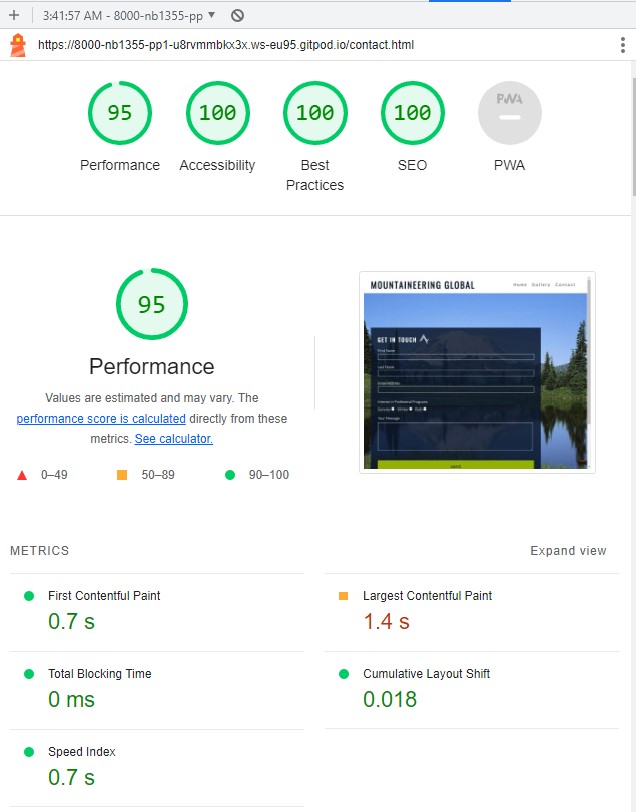 3:41:57 AM - 8000-nb1355-pp
https://8000-nb1355-pp1-u8rvmmbkx3x.ws-eu95.gitpod.io/contact.html
95
100
100
100
PWA
Performance
Accessibility
Best
Practices
SEO
PWA
95
Performance
Values are estimated and may vary. The
performance score is calculated directly from these
metrics. See calculator.
0–49
50–89
90–100
MOUNTAINEERING GLOBAL
Home Gallery Contact
GET IN TOUCH
First Name
Last Name
Email Address
Interest in Professional Programs
Your Message
METRICS
Expand view
First Contentful Paint
0.7 s
Largest Contentful Paint
1.4 s
Total Blocking Time
0 ms
Cumulative Layout Shift
0.018
Speed Index
0.7 s